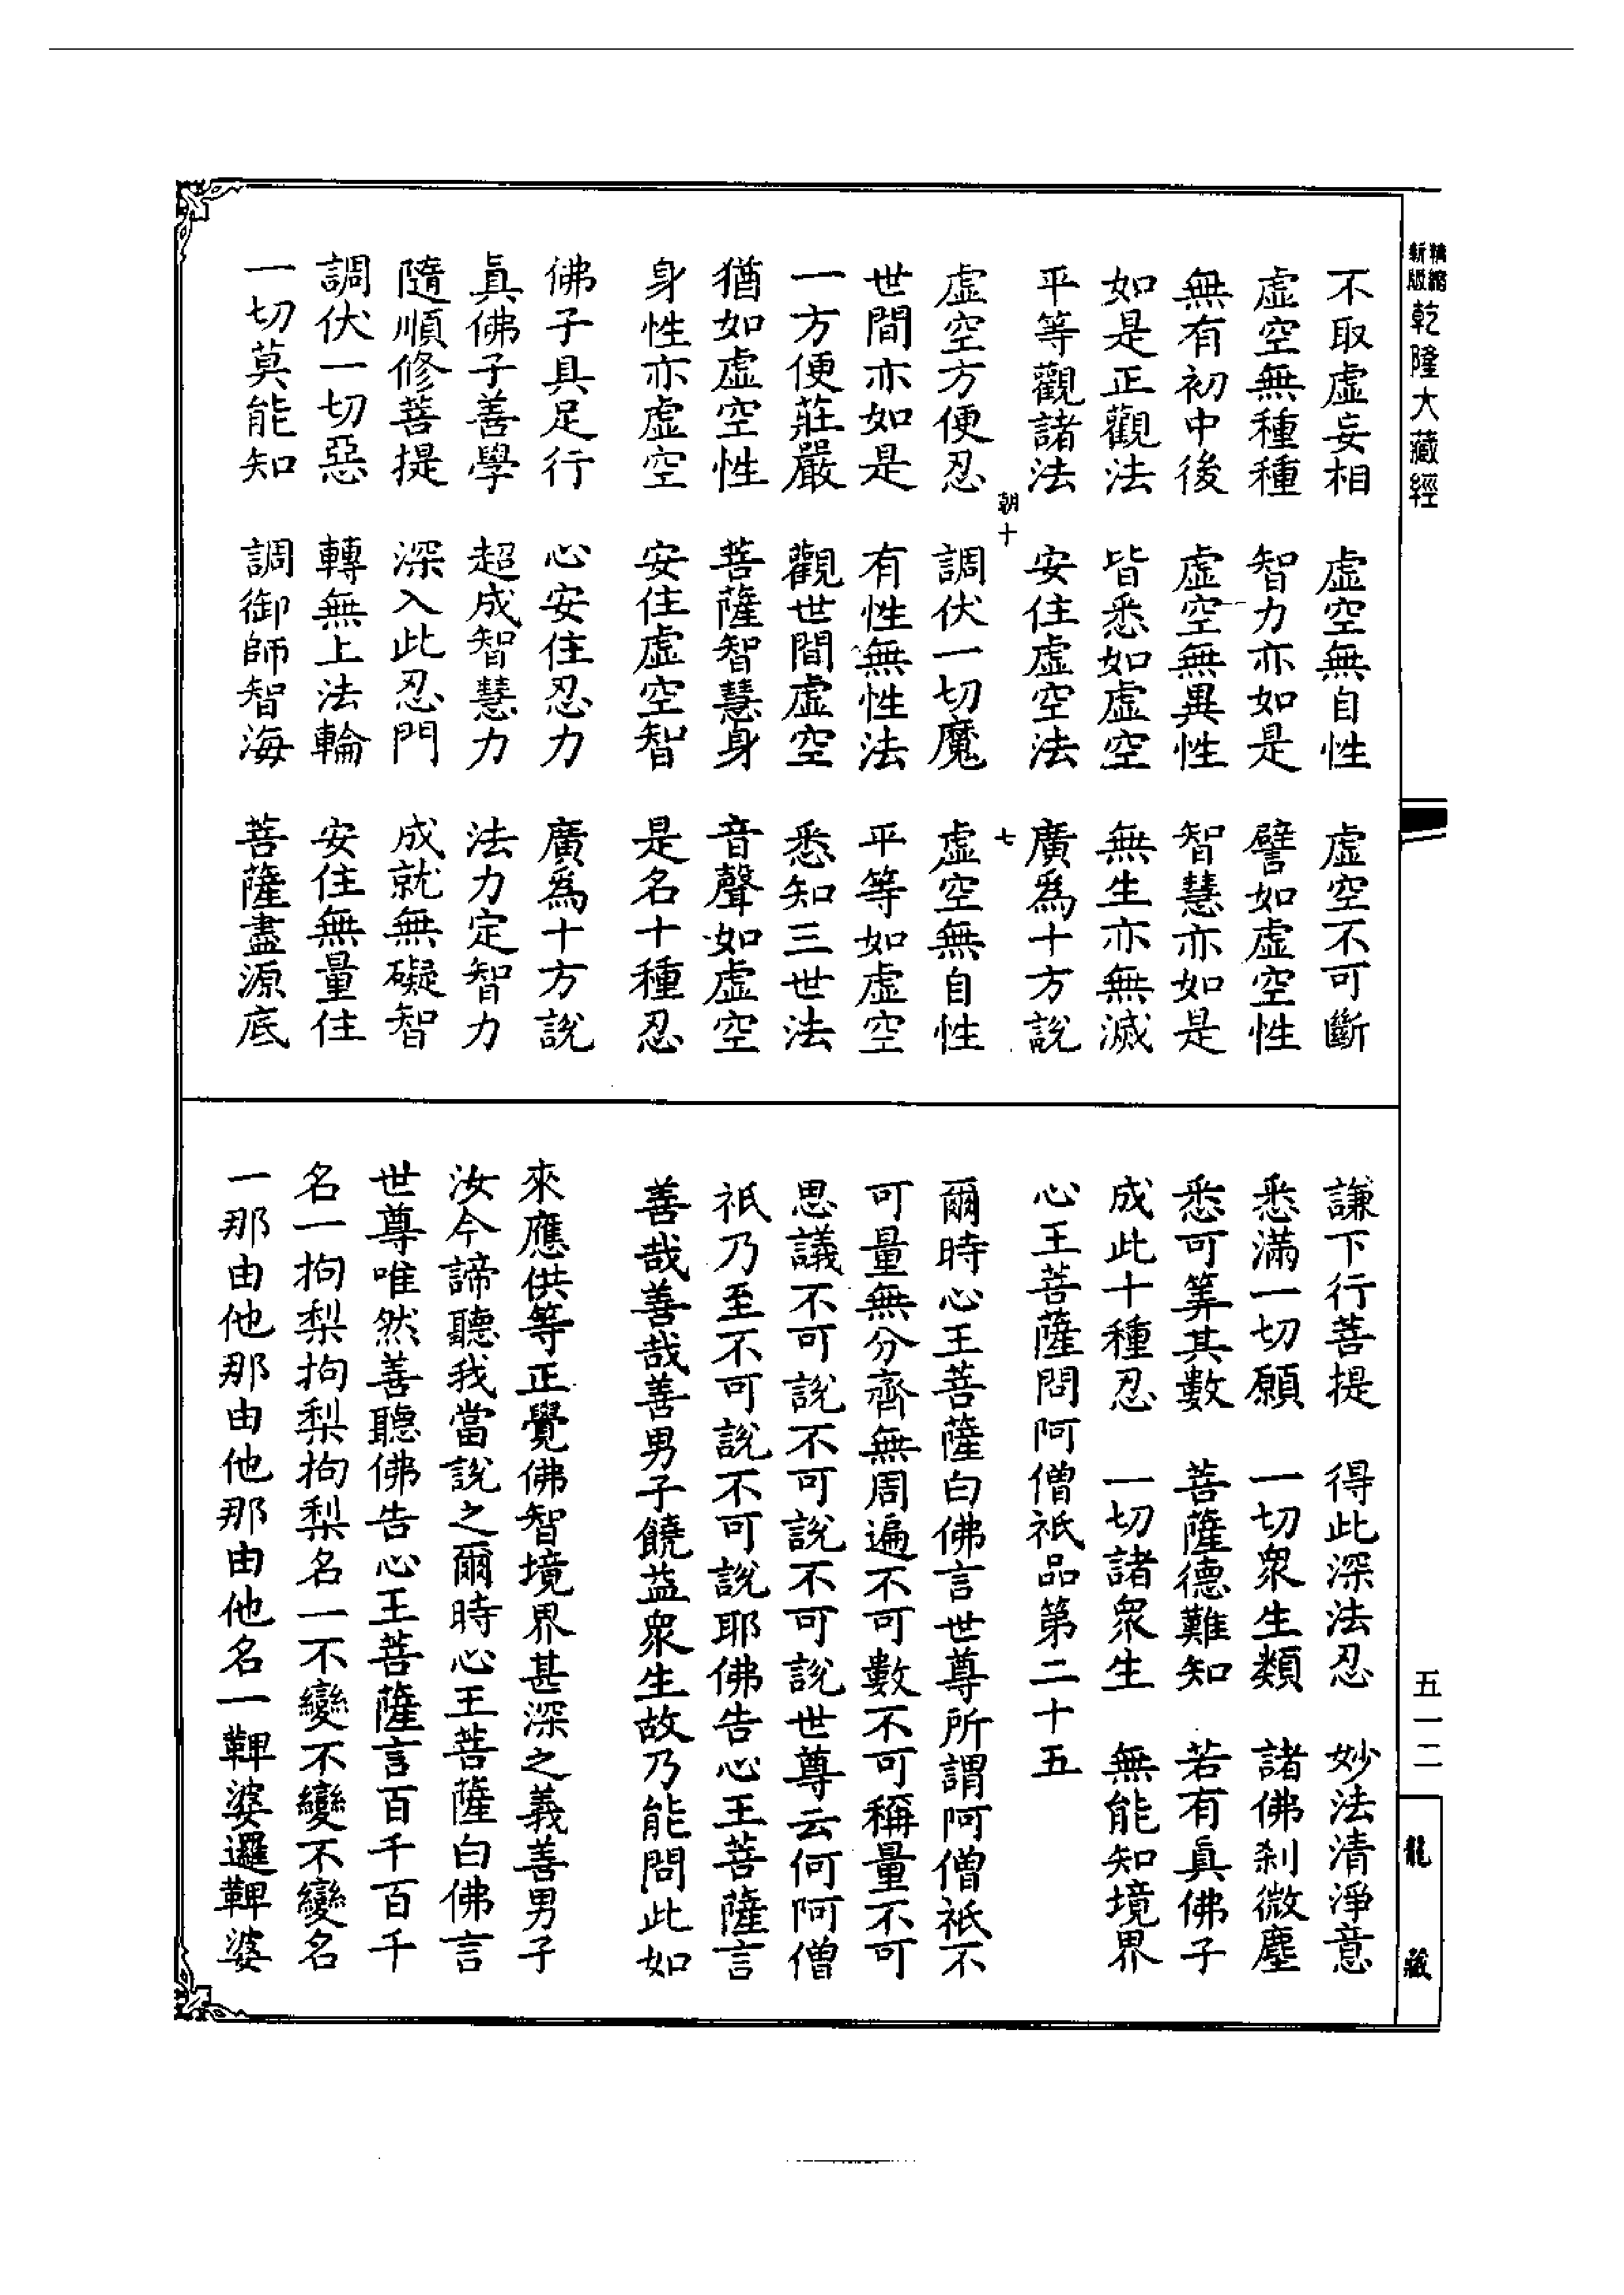 精縮新版乾隆大藏經
不取虛妄相　虛空無自性　虛空不可斷
虛空無種種　智力亦如是　譬如虛空性
無有初中後　虛空無異性　智慧亦如是
如是正觀法　皆悉如虛空　無生亦無滅
平等觀諸法　安住虛空法　廣爲十方說
朝十　七
虛空方便忍　調伏一切魔　虛空無自性
世間亦如是　有性無性法　平等如虛空
一方便莊嚴　觀世間虛空　悉知三世法
猶如虛空性　菩薩智慧身　音聲如虛空
身性亦虛空　安住虛空智　是名十種忍
佛子具足行　心安住忍力　廣爲十方說
眞佛子善學　超成智慧力　法力定智力
隨順修菩提　深入此忍門　成就無礙智
調伏一切惡　轉無上法輪　安住無量住
一切莫能知　調御師智海　菩薩盡源底
謙下行菩提　得此深法忍　妙法清淨意
悉滿一切願　一切衆生類　諸佛刹微塵
悉可筭其數　菩薩德難知　若有眞佛子
成此十種忍　一切諸衆生　無能知境界
心王菩薩問阿僧祇品第二十五
爾時心王菩薩白佛言世尊所謂阿僧祇不
可量無分齊無周遍不可數不可稱量不可
思議不可說不可說不可說世尊云何阿僧
祇乃至不可說不可說耶佛告心王菩薩言
善哉善哉善男子饒益衆生故乃能問此如
來應供等正覺佛智境界甚深之義善男子
汝今諦聽我當說之爾時心王菩薩白佛言
世尊唯然善聽佛告心王菩薩言百千百千
名一拘梨拘梨拘梨名一不變不變不變名
一那由他那由他那由他名一鞞婆邏鞞婆
五一二
龍藏